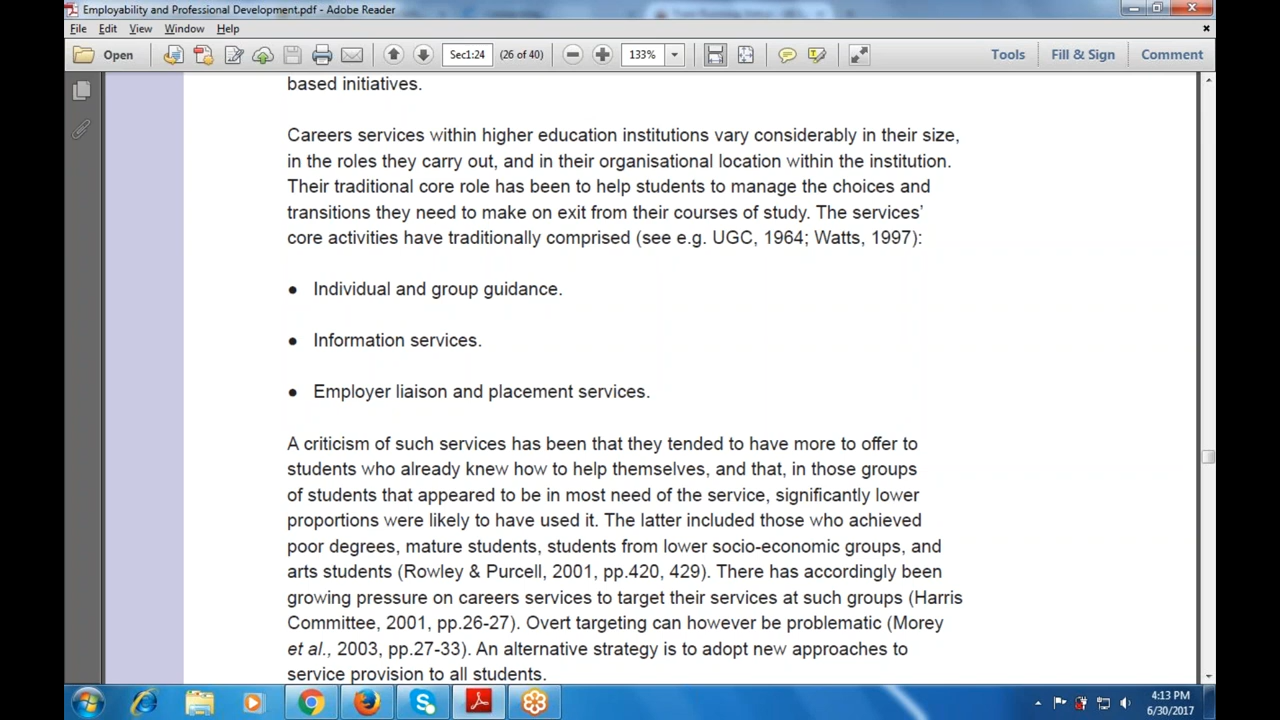 Employability and Professional Development.pdf - Adobe Reader
File Edit View Window Help
Open Sec1:24 (26 of 40) 133% Tools Fill & Sign Comment
based initiatives.
Careers services within higher education institutions vary considerably in their size,
in the roles they carry out, and in their organisational location within the institution.
Their traditional core role has been to help students to manage the choices and
transitions they need to make on exit from their courses of study. The services’
core activities have traditionally comprised (see e.g. UGC, 1964; Watts, 1997):
● Individual and group guidance.
● Information services.
● Employer liaison and placement services.
A criticism of such services has been that they tended to have more to offer to
students who already knew how to help themselves, and that, in those groups
of students that appeared to be in most need of the service, significantly lower
proportions were likely to have used it. The latter included those who achieved
poor degrees, mature students, students from lower socio-economic groups, and
arts students (Rowley & Purcell, 2001, pp.420, 429). There has accordingly been
growing pressure on careers services to target their services at such groups (Harris
Committee, 2001, pp.26-27). Overt targeting can however be problematic (Morey
et al., 2003, pp.27-33). An alternative strategy is to adopt new approaches to
service provision to all students.
4:13 PM
6/30/2017